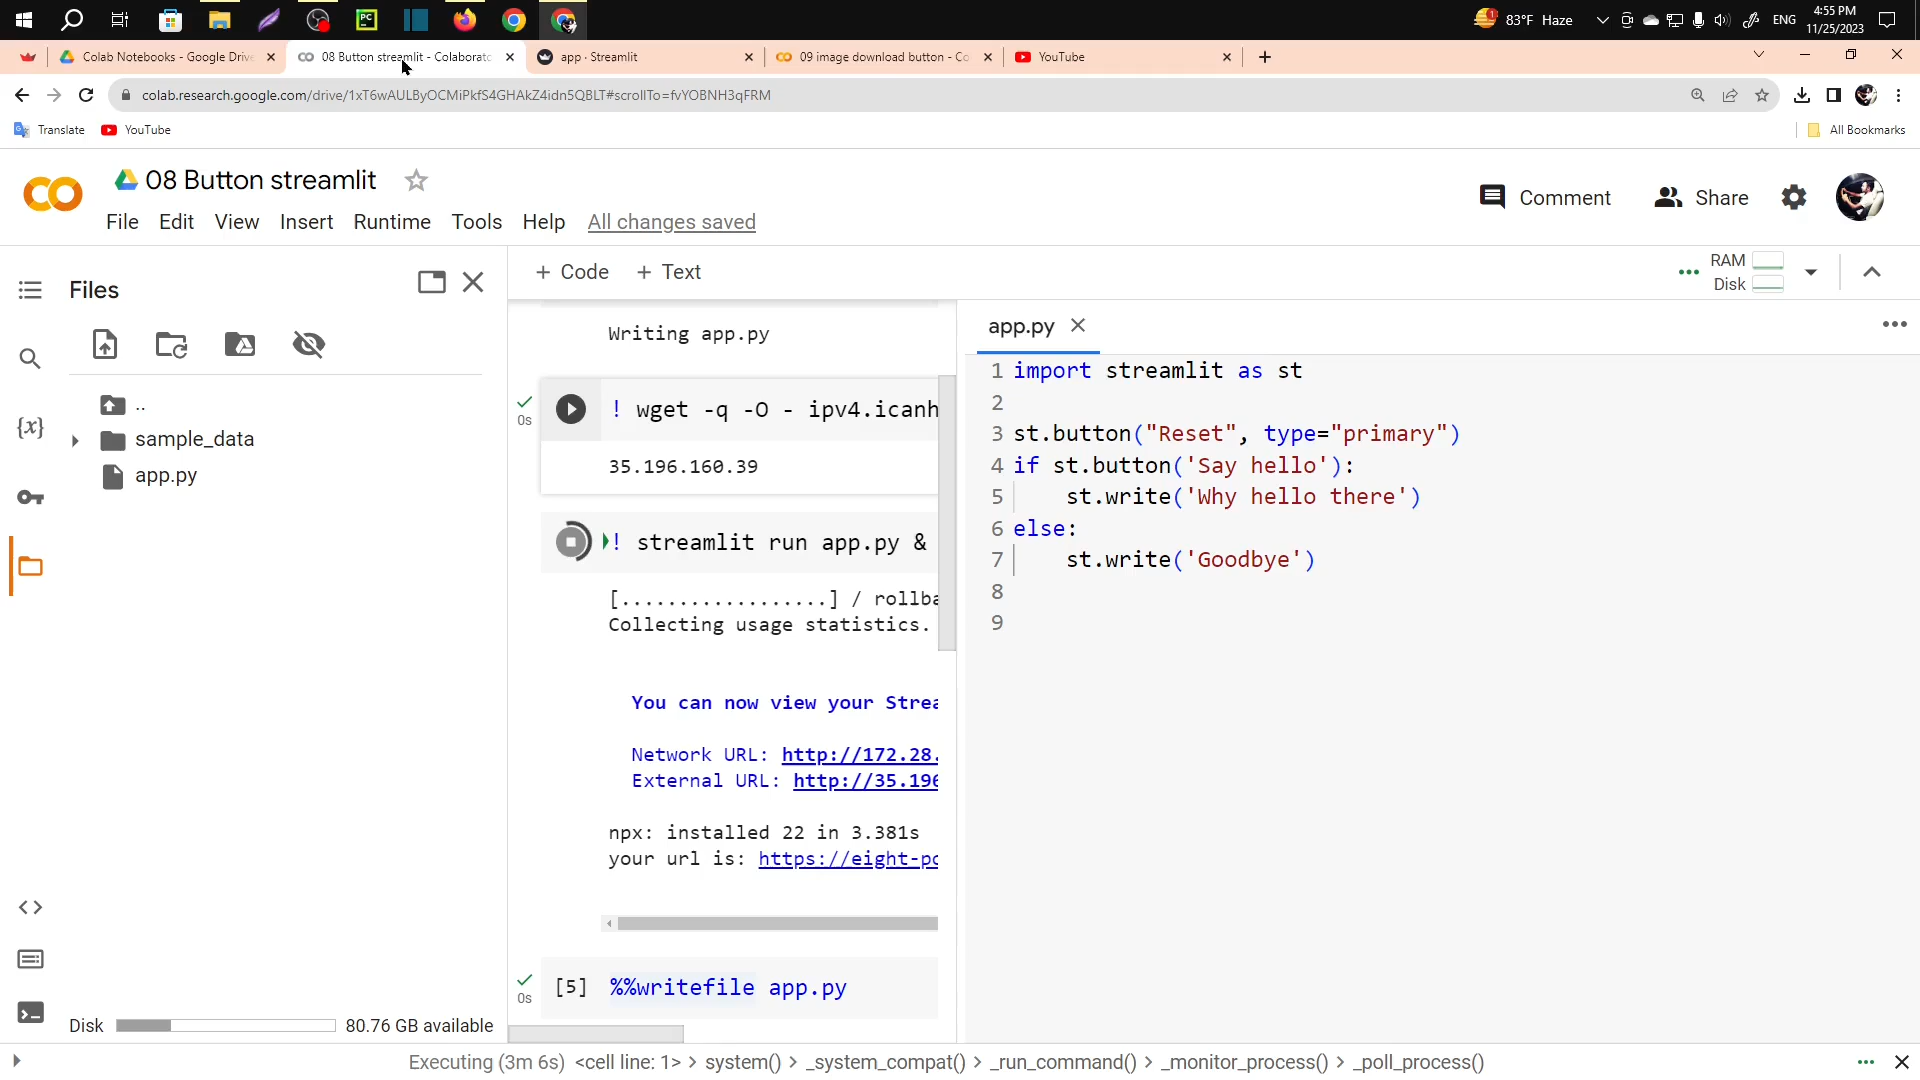 83°F Haze
ENG
4:55 PM
11/25/2023
Colab Notebooks - Google Drive
08 Button streamlit - Colaborato
app · Streamlit
09 image download button - Co
YouTube
colab.research.google.com/drive/1xT6wAULByOCMiPkfS4GHAkZ4idn5QBLT#scrollTo=fvYOBNH3qFRM
Translate
YouTube
All Bookmarks
08 Button streamlit
Comment
Share
File Edit View Insert Runtime Tools Help All changes saved
Files
+ Code + Text
RAM
Disk
..
sample_data
app.py
Writing app.py
0s
! wget -q -O - ipv4.icanh
35.196.160.39
! streamlit run app.py &
[..................] / rollba
Collecting usage statistics.
You can now view your Strea
Network URL: http://172.28.
External URL: http://35.196
npx: installed 22 in 3.381s
your url is: https://eight-po
0s
[5] %%writefile app.py
app.py
1 import streamlit as st
2
3 st.button("Reset", type="primary")
4 if st.button('Say hello'):
5 st.write('Why hello there')
6 else:
7 st.write('Goodbye')
8
9
Disk 80.76 GB available
Executing (3m 6s) <cell line: 1> > system() > _system_compat() > _run_command() > _monitor_process() > _poll_process()